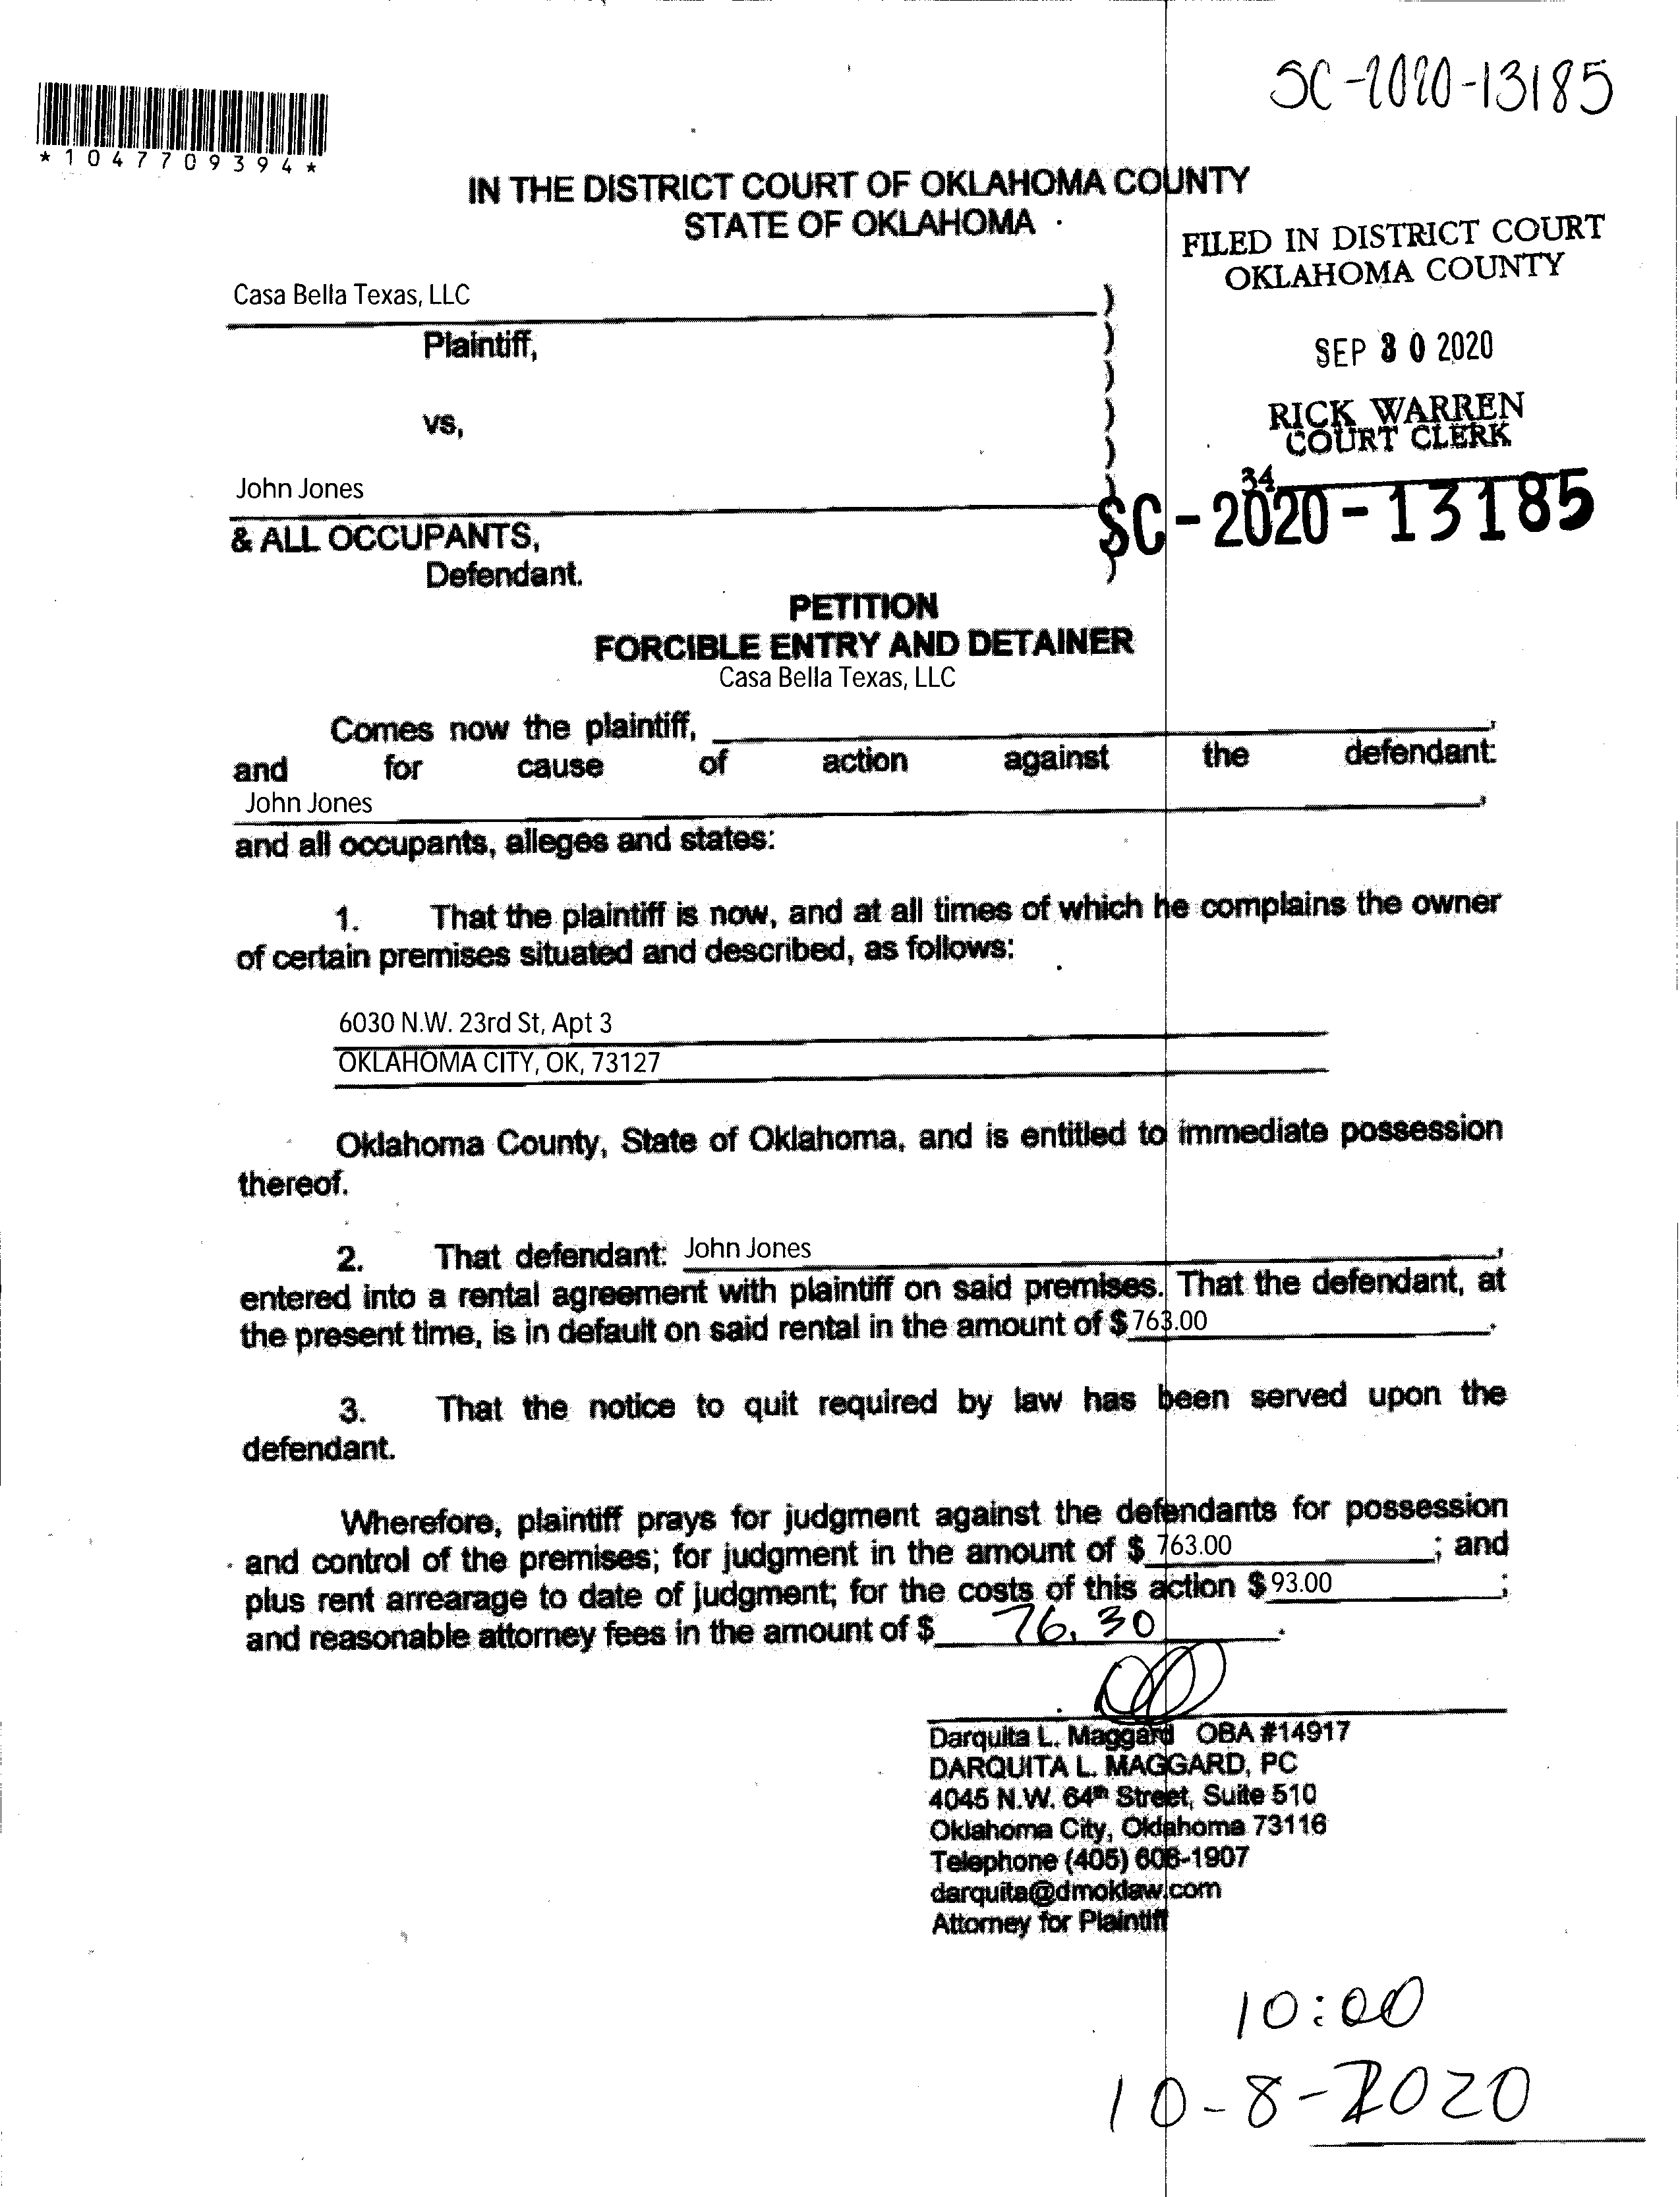 SC-2020-13185
*1047709394*
IN THE DISTRICT COURT OF OKLAHOMA COUNTY
STATE OF OKLAHOMA
FILED IN DISTRICT COURT
OKLAHOMA COUNTY
Casa Bella Texas, LLC )
Plaintiff, )
SEP 30 2020
)
vs, )
RICK WARREN
COURT CLERK
)
34
John Jones )
SC-2020-13185
& ALL OCCUPANTS,
Defendant. )
PETITION
FORCIBLE ENTRY AND DETAINER
Casa Bella Texas, LLC
Comes now the plaintiff, ,
and for cause of action against the defendant:
John Jones ,
and all occupants, alleges and states:
1. That the plaintiff is now, and at all times of which he complains the owner
of certain premises situated and described, as follows:
6030 N.W. 23rd St, Apt 3
OKLAHOMA CITY, OK, 73127
Oklahoma County, State of Oklahoma, and is entitled to immediate possession
thereof.
2. That defendant: John Jones ,
entered into a rental agreement with plaintiff on said premises. That the defendant, at
the present time, is in default on said rental in the amount of $ 763.00 .
3. That the notice to quit required by law has been served upon the
defendant.
Wherefore, plaintiff prays for judgment against the defendants for possession
and control of the premises; for judgment in the amount of $ 763.00 ; and
plus rent arrearage to date of judgment; for the costs of this action $ 93.00 ;
and reasonable attorney fees in the amount of $ 76.30 .
Darquita L. Maggard OBA #14917
DARQUITA L. MAGGARD, PC
4045 N.W. 64th Street, Suite 510
Oklahoma City, Oklahoma 73116
Telephone (405) 608-1907
darquita@dmoklaw.com
Attorney for Plaintiff
10:00
10-8-2020